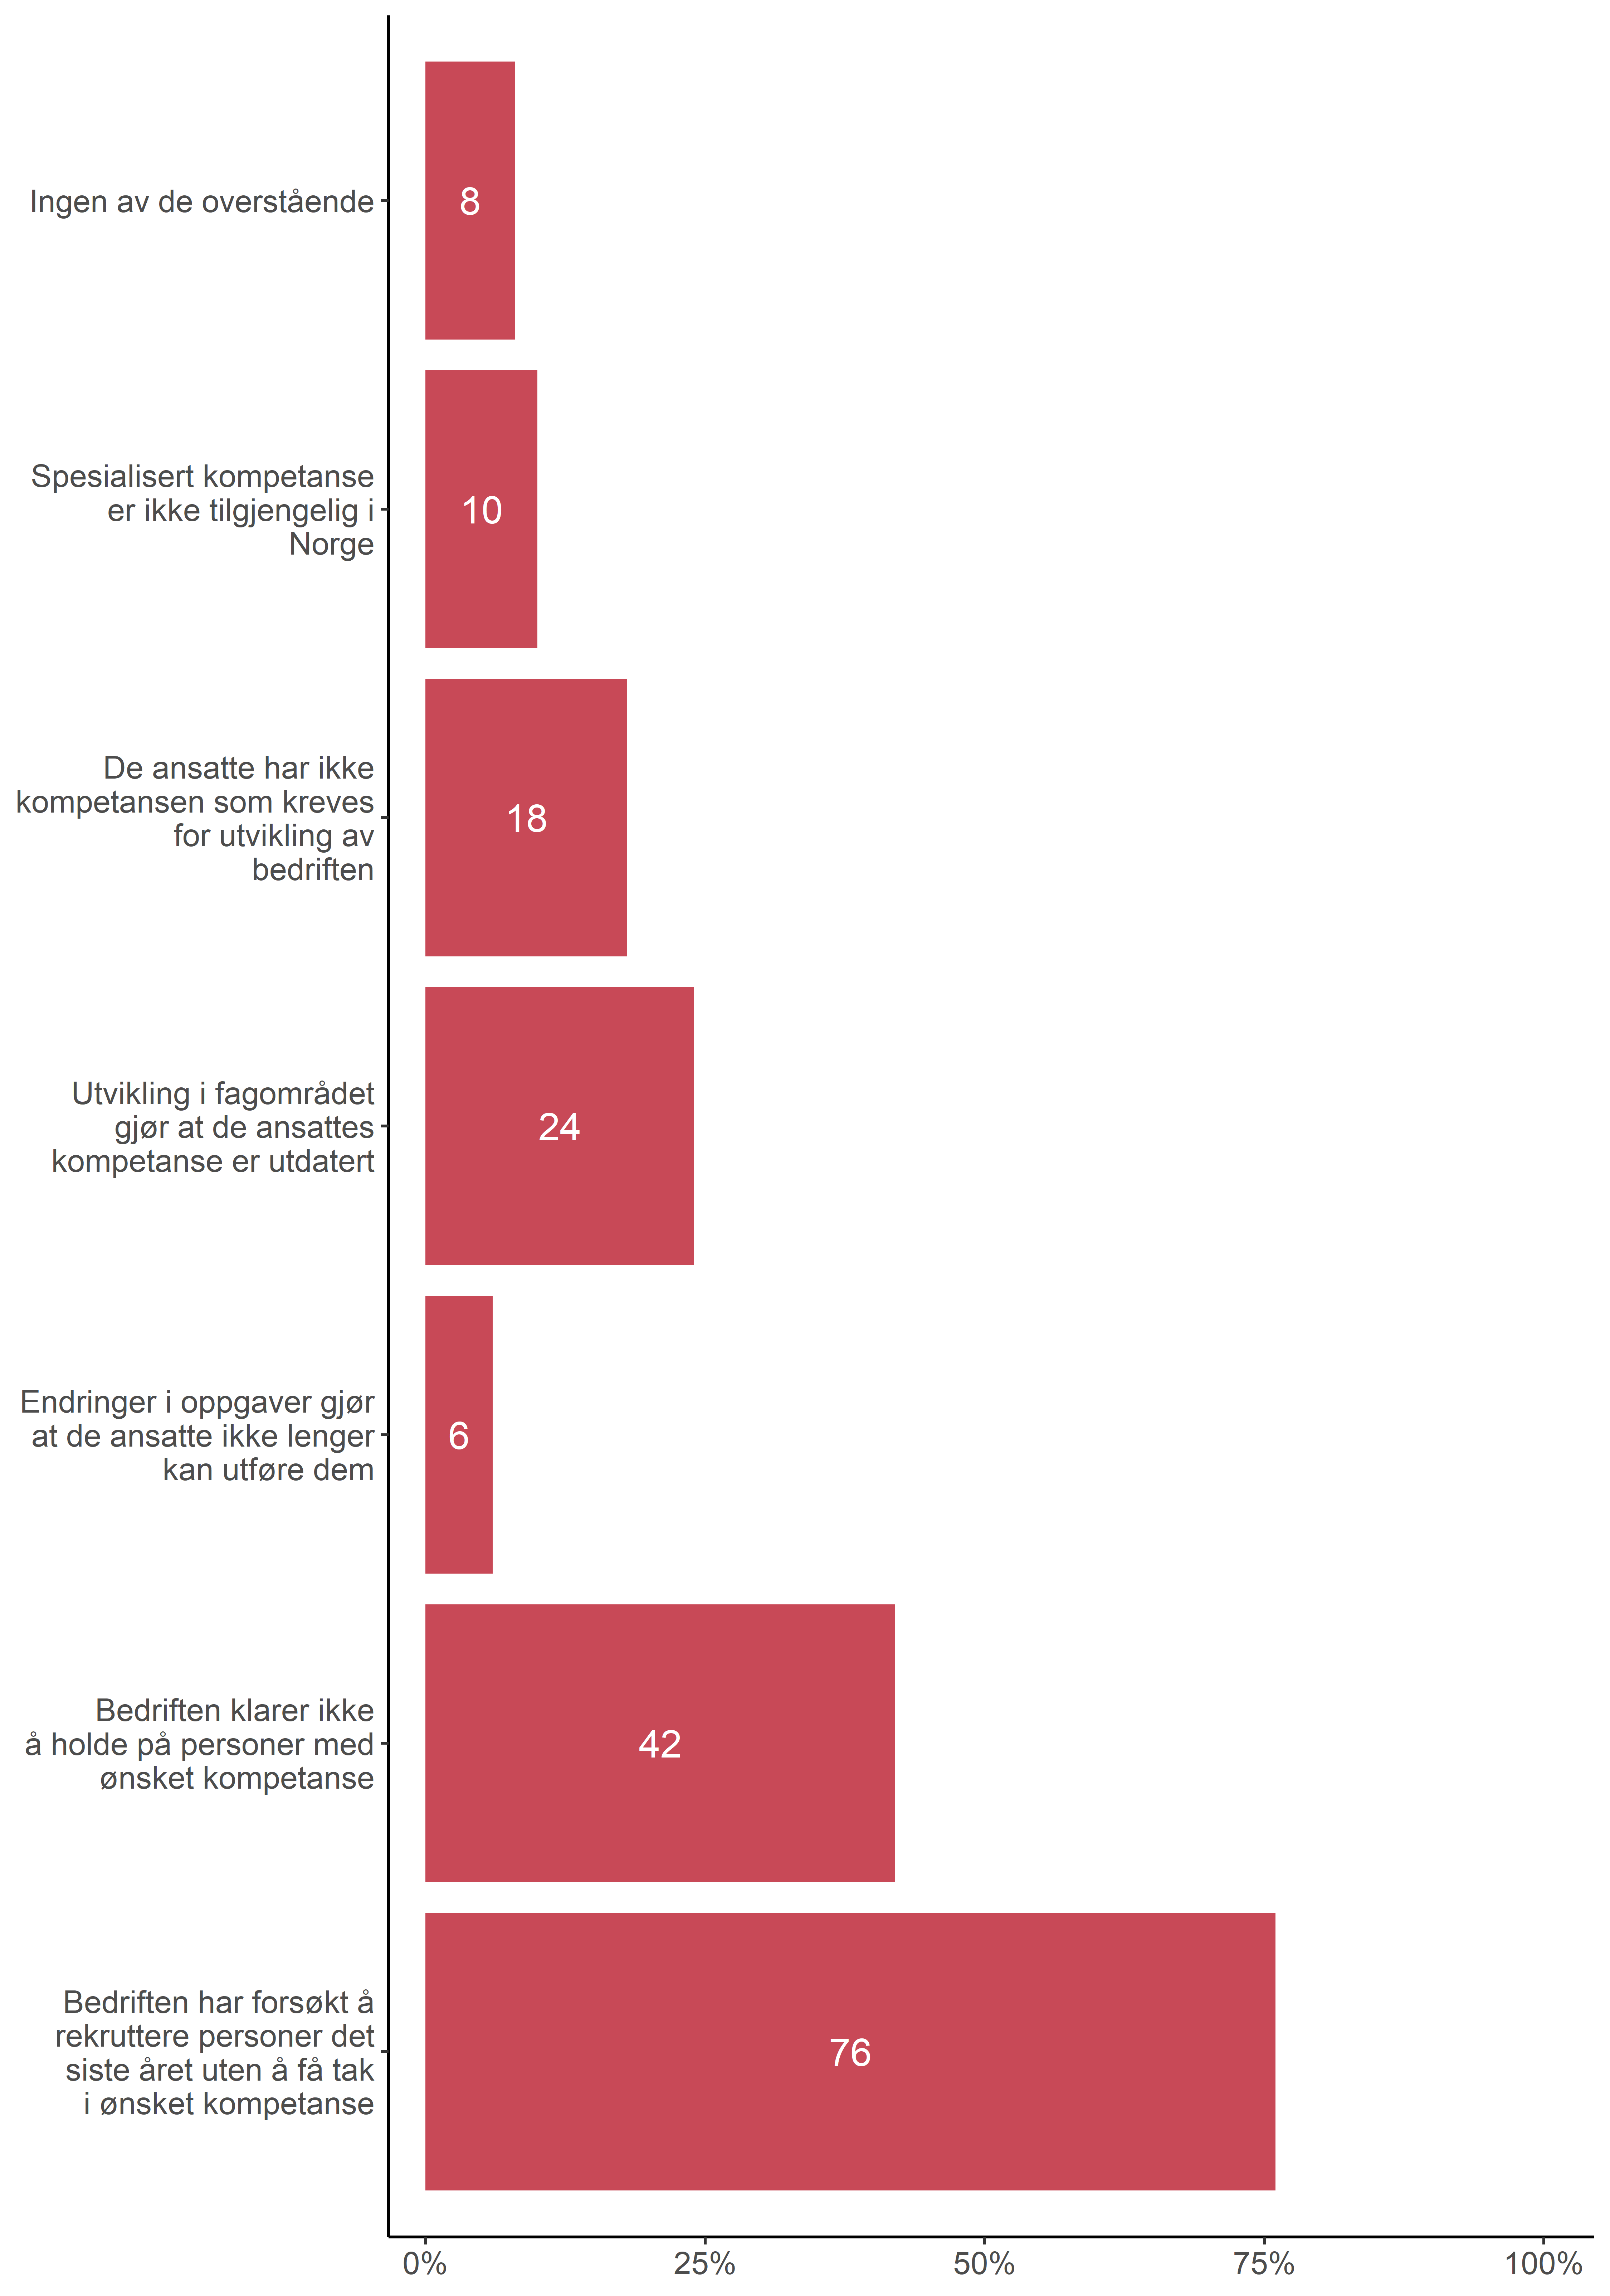 Ingen av de overstående
8
Spesialisert kompetanse
er ikke tilgjengelig i
Norge
10
De ansatte har ikke
kompetansen som kreves
for utvikling av
bedriften
18
Utvikling i fagområdet
gjør at de ansattes
kompetanse er utdatert
24
Endringer i oppgaver gjør
at de ansatte ikke lenger
kan utføre dem
6
Bedriften klarer ikke
å holde på personer med
ønsket kompetanse
42
Bedriften har forsøkt å
rekruttere personer det
siste året uten å få tak
i ønsket kompetanse
76
0% 25% 50% 75% 100%